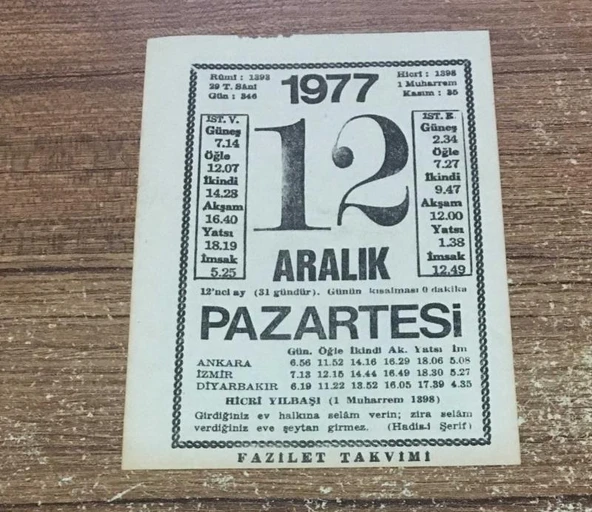 Rûmî : 1393
29 T. Sâni
Gün : 346
1977
Hicrî : 1398
1 Muharrem
Kasım : 35
İST. V.
Güneş
7.14
Öğle
12.07
İkindi
14.28
Akşam
16.40
Yatsı
18.19
İmsak
5.25
12
İST. E.
Güneş
2.34
Öğle
7.27
İkindi
9.47
Akşam
12.00
Yatsı
1.38
İmsak
12.49
ARALIK
12'nci ay (31 gündür). Günün kısalması 0 dakika
PAZARTESİ
Gün. Öğle İkindi Ak. Yatsı İm
ANKARA 6.56 11.52 14.16 16.29 18.06 5.08
İZMİR 7.13 12.15 14.44 16.49 18.30 5.27
DİYARBAKIR 6.19 11.22 13.52 16.05 17.39 4.35
HİCRÎ YILBAŞI (1 Muharrem 1398)
Girdiğiniz ev halkına selâm verin; zira selâm
verdiğiniz eve şeytan girmez. (Hadis-i Şerif)
FAZİLET TAKVİMİ